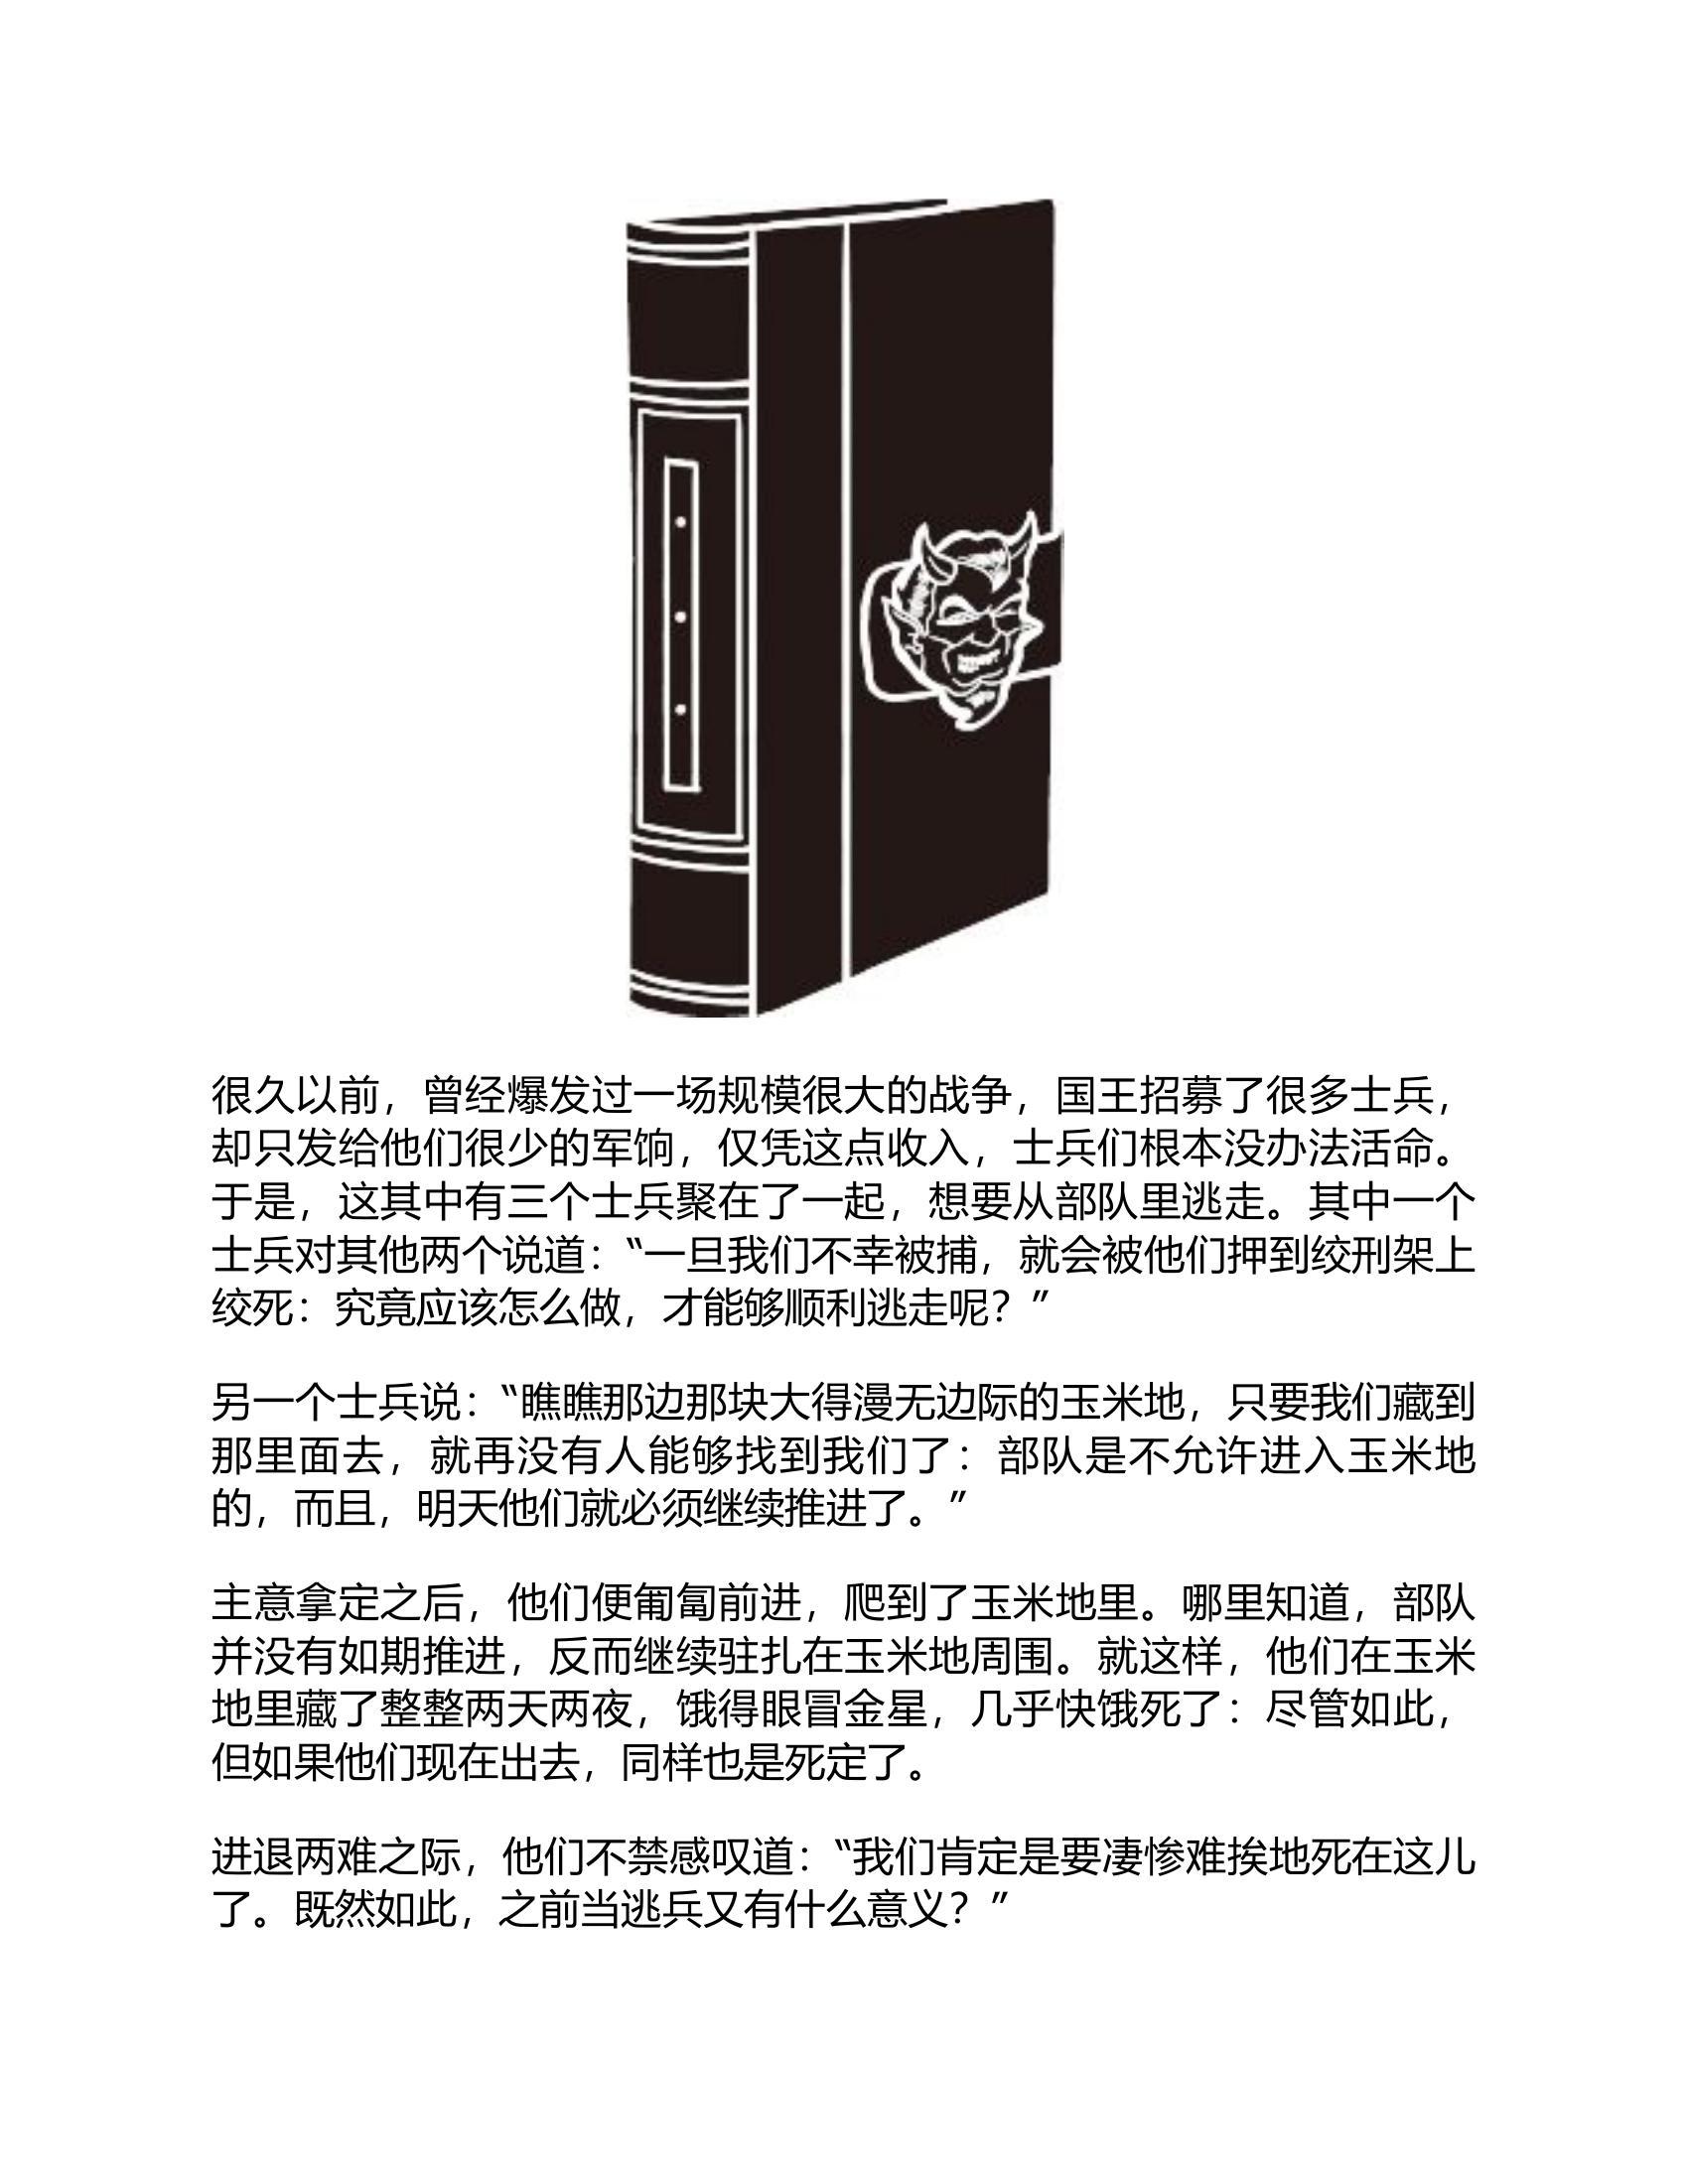 很久以前，曾经爆发过一场规模很大的战争，国王招募了很多士兵，
却只发给他们很少的军饷，仅凭这点收入，士兵们根本没办法活命。
于是，这其中有三个士兵聚在了一起，想要从部队里逃走。其中一个
士兵对其他两个说道：“一旦我们不幸被捕，就会被他们押到绞刑架上
绞死：究竟应该怎么做，才能够顺利逃走呢？”
另一个士兵说：“瞧瞧那边那块大得漫无边际的玉米地，只要我们藏到
那里面去，就再没有人能够找到我们了：部队是不允许进入玉米地
的，而且，明天他们就必须继续推进了。”
主意拿定之后，他们便匍匐前进，爬到了玉米地里。哪里知道，部队
并没有如期推进，反而继续驻扎在玉米地周围。就这样，他们在玉米
地里藏了整整两天两夜，饿得眼冒金星，几乎快饿死了：尽管如此，
但如果他们现在出去，同样也是死定了。
进退两难之际，他们不禁感叹道：“我们肯定是要凄惨难挨地死在这儿
了。既然如此，之前当逃兵又有什么意义？”